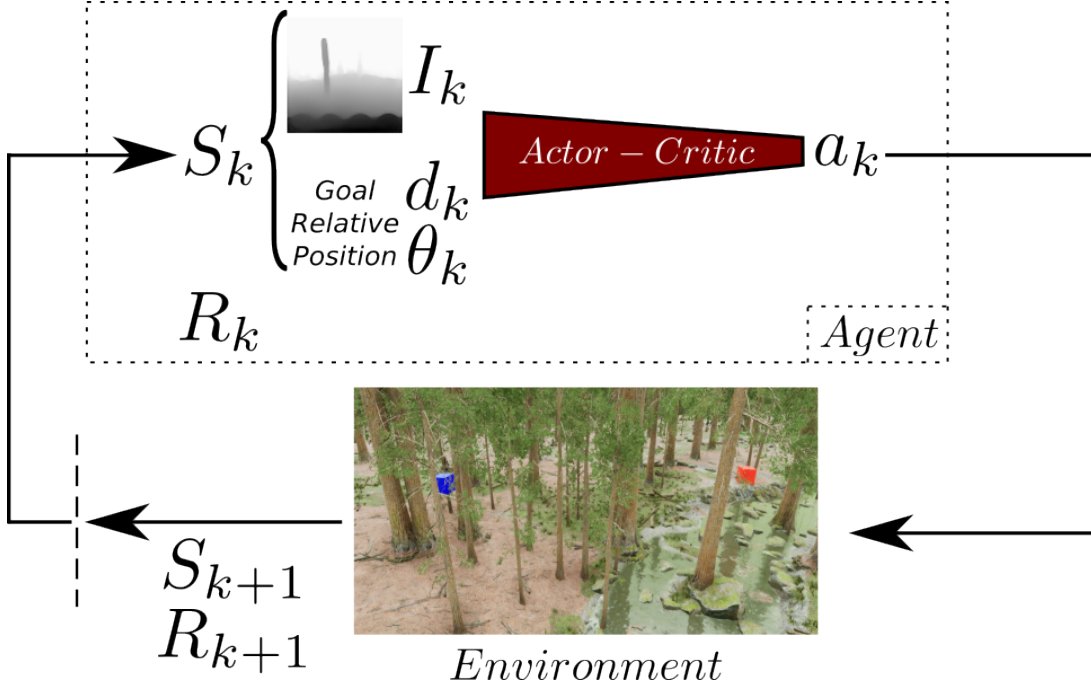 S_k
I_k
Goal
Relative
Position
d_k
θ_k
Actor – Critic
a_k
R_k
Agent
S_{k+1}
R_{k+1}
Environment